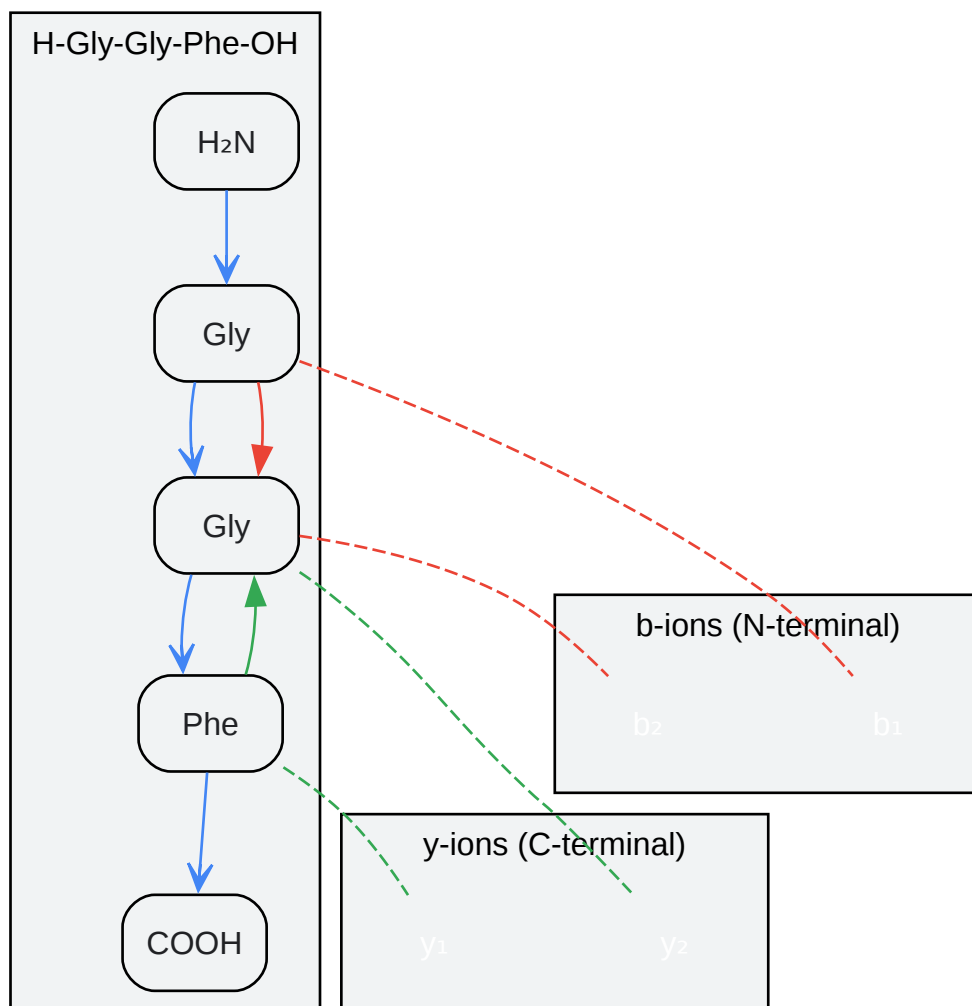 H-Gly-Gly-Phe-OH
H₂N
Gly
Gly
b-ions (N-terminal)
b₂ b₁
Phe
y-ions (C-terminal)
COOH
y₁ y₂